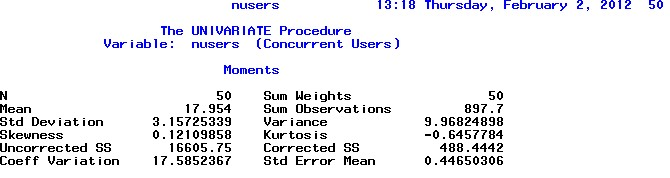 nusers 13:18 Thursday, February 2, 2012 50
The UNIVARIATE Procedure
Variable: nusers (Concurrent Users)
Moments
N 50 Sum Weights 50
Mean 17.954 Sum Observations 897.7
Std Deviation 3.15725339 Variance 9.96824898
Skewness 0.12109858 Kurtosis -0.6457784
Uncorrected SS 16605.75 Corrected SS 488.4442
Coeff Variation 17.5852367 Std Error Mean 0.44650306